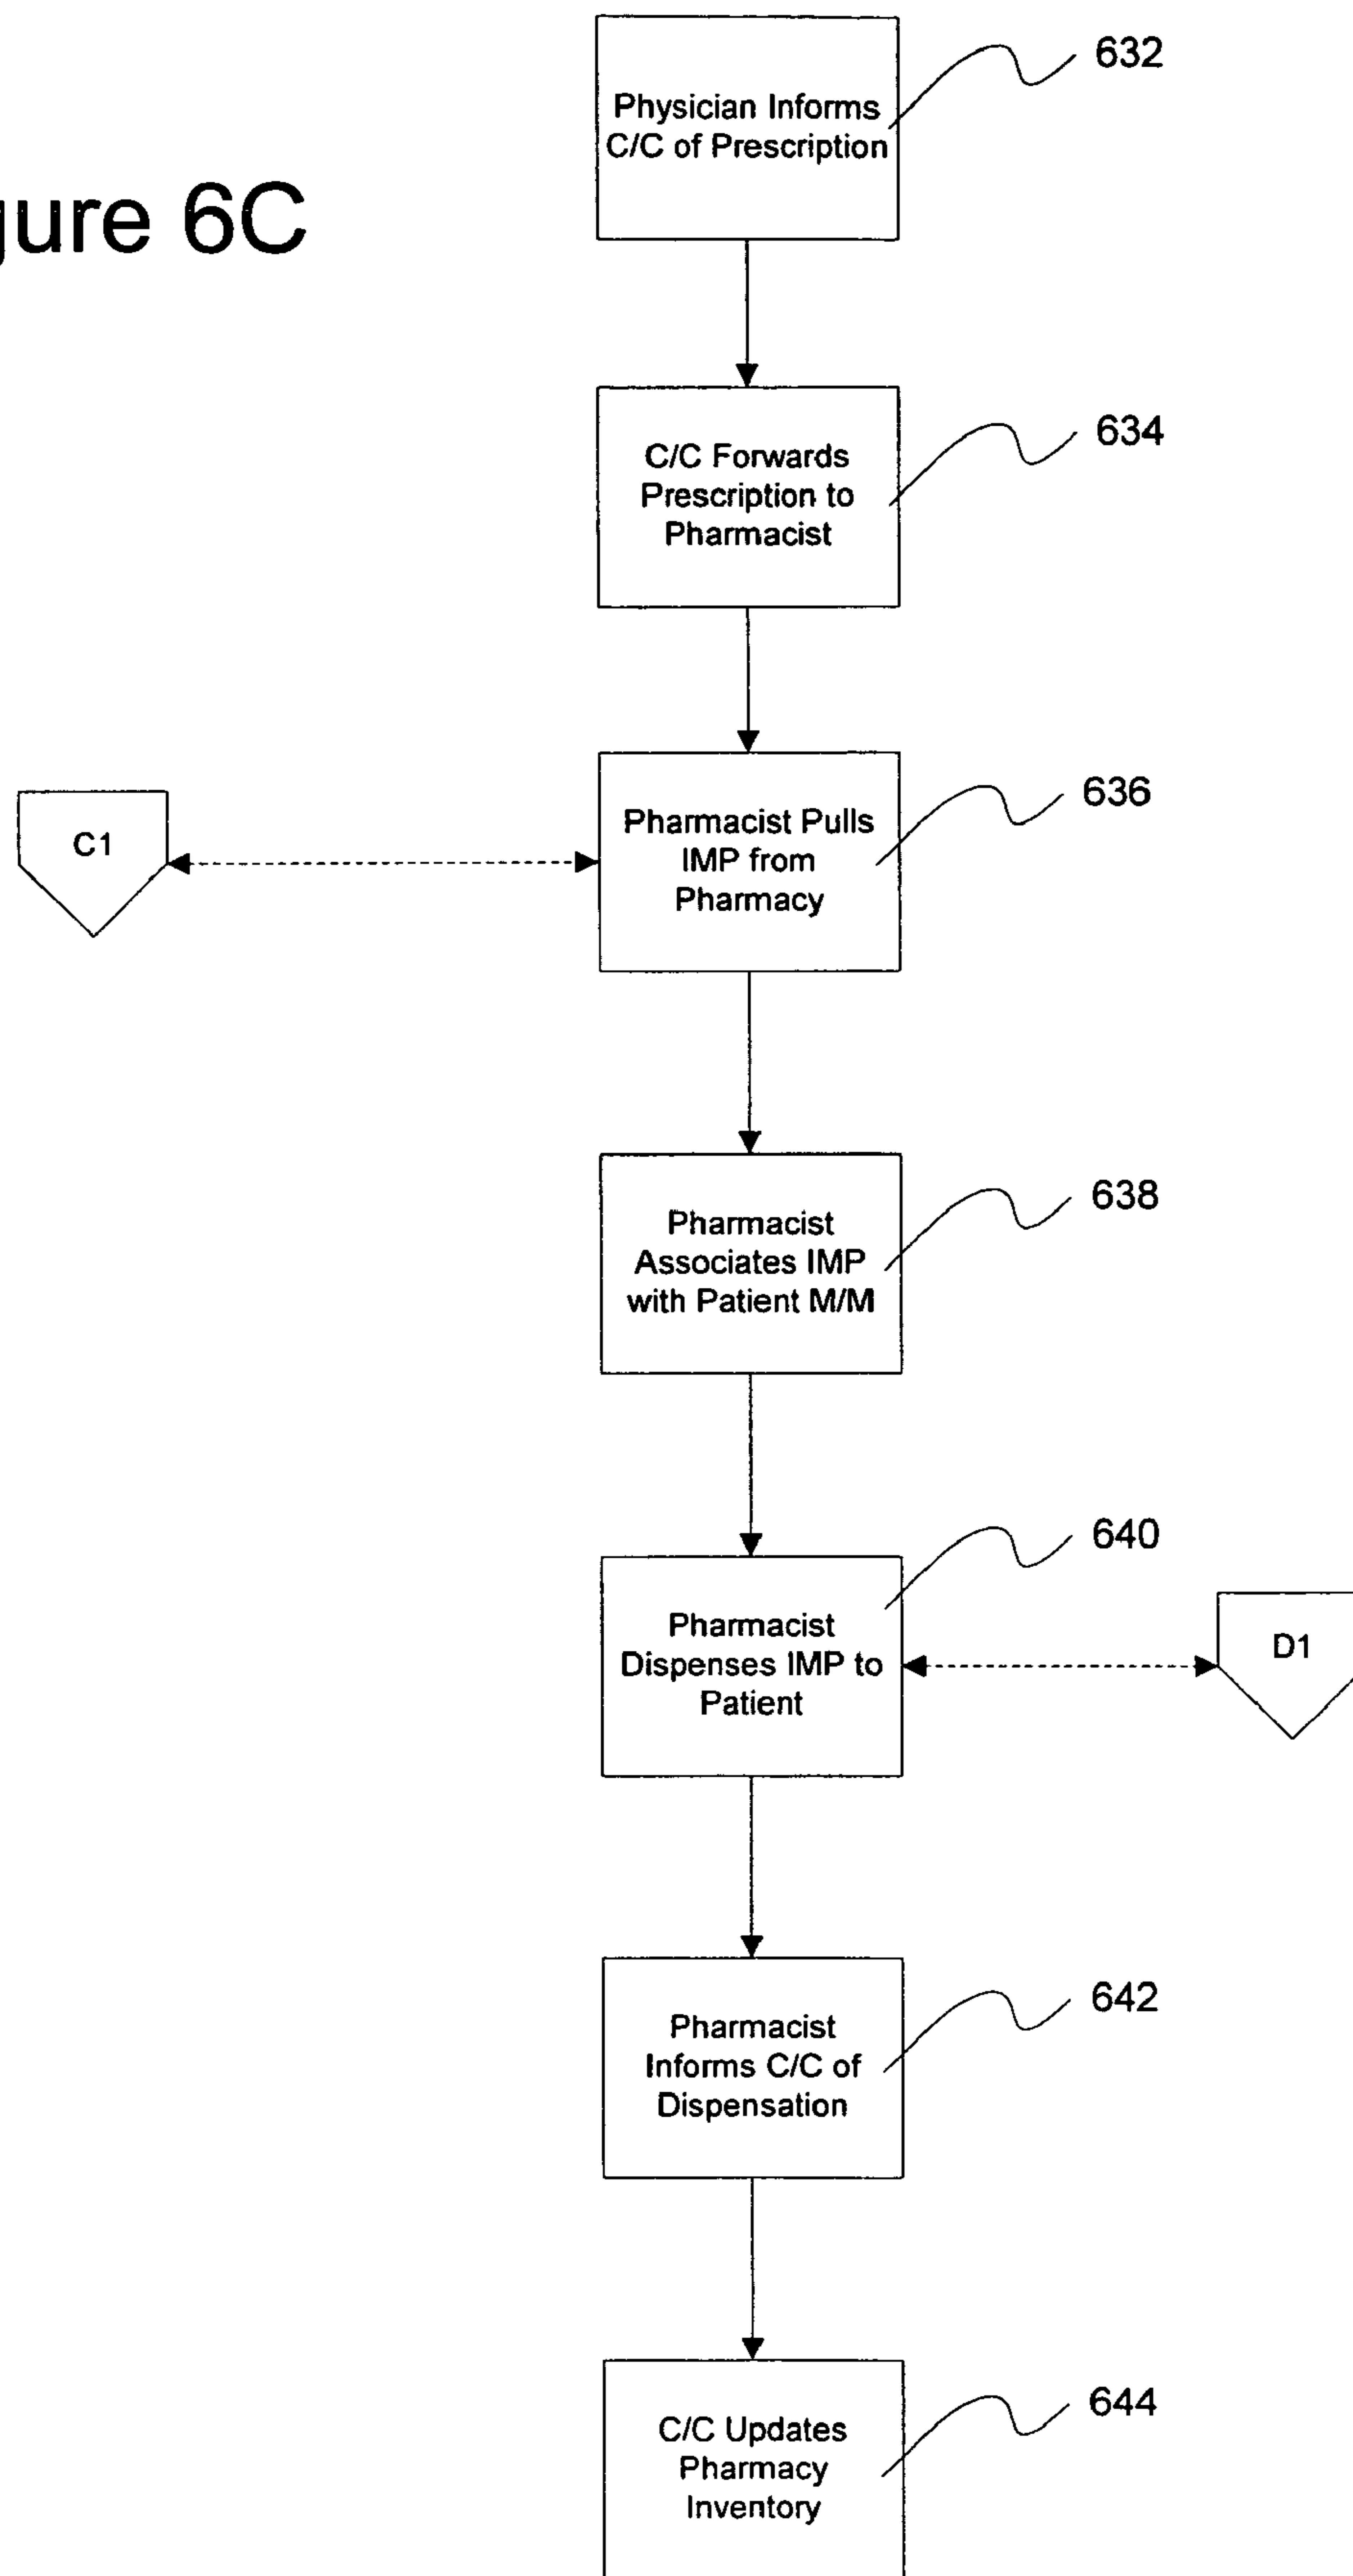 632
Physician Informs
C/C of Prescription
gure 6C
634
C/C Forwards
Prescription to
Pharmacist
636
Pharmacist Pulls
IMP from
Pharmacy
C1
638
Pharmacist
Associates IMP
with Patient M/M
640
Pharmacist
Dispenses IMP to
Patient
D1
642
Pharmacist
Informs C/C of
Dispensation
644
C/C Updates
Pharmacy
Inventory